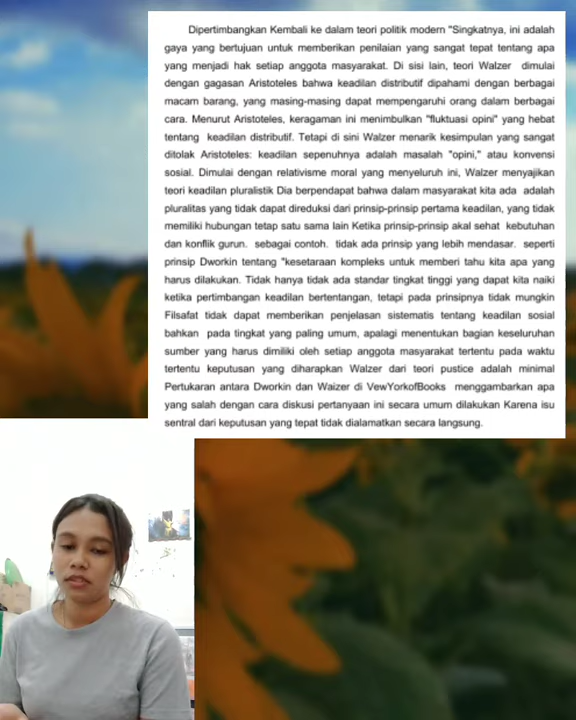 Dipertimbangkan Kembali ke dalam teori politik modern "Singkatnya, ini adalah
gaya yang bertujuan untuk memberikan penilaian yang sangat tepat tentang apa
yang menjadi hak setiap anggota masyarakat. Di sisi lain, teori Walzer dimulai
dengan gagasan Aristoteles bahwa keadilan distributif dipahami dengan berbagai
macam barang, yang masing-masing dapat mempengaruhi orang dalam berbagai
cara. Menurut Aristoteles, keragaman ini menimbulkan "fluktuasi opini" yang hebat
tentang keadilan distributif. Tetapi di sini Walzer menarik kesimpulan yang sangat
ditolak Aristoteles: keadilan sepenuhnya adalah masalah "opini," atau konvensi
sosial. Dimulai dengan relativisme moral yang menyeluruh ini, Walzer menyajikan
teori keadilan pluralistik Dia berpendapat bahwa dalam masyarakat kita ada adalah
pluralitas yang tidak dapat direduksi dari prinsip-prinsip pertama keadilan, yang tidak
memiliki hubungan tetap satu sama lain Ketika prinsip-prinsip akal sehat kebutuhan
dan konflik gurun. sebagai contoh. tidak ada prinsip yang lebih mendasar. seperti
prinsip Dworkin tentang "kesetaraan kompleks untuk memberi tahu kita apa yang
harus dilakukan. Tidak hanya tidak ada standar tingkat tinggi yang dapat kita naiki
ketika pertimbangan keadilan bertentangan, tetapi pada prinsipnya tidak mungkin
Filsafat tidak dapat memberikan penjelasan sistematis tentang keadilan sosial
bahkan pada tingkat yang paling umum, apalagi menentukan bagian keseluruhan
sumber yang harus dimiliki oleh setiap anggota masyarakat tertentu pada waktu
tertentu keputusan yang diharapkan Walzer dari teori pustice adalah minimal
Pertukaran antara Dworkin dan Waizer di VewYorkofBooks menggambarkan apa
yang salah dengan cara diskusi pertanyaan ini secara umum dilakukan Karena isu
sentral dari keputusan yang tepat tidak dialamatkan secara langsung.